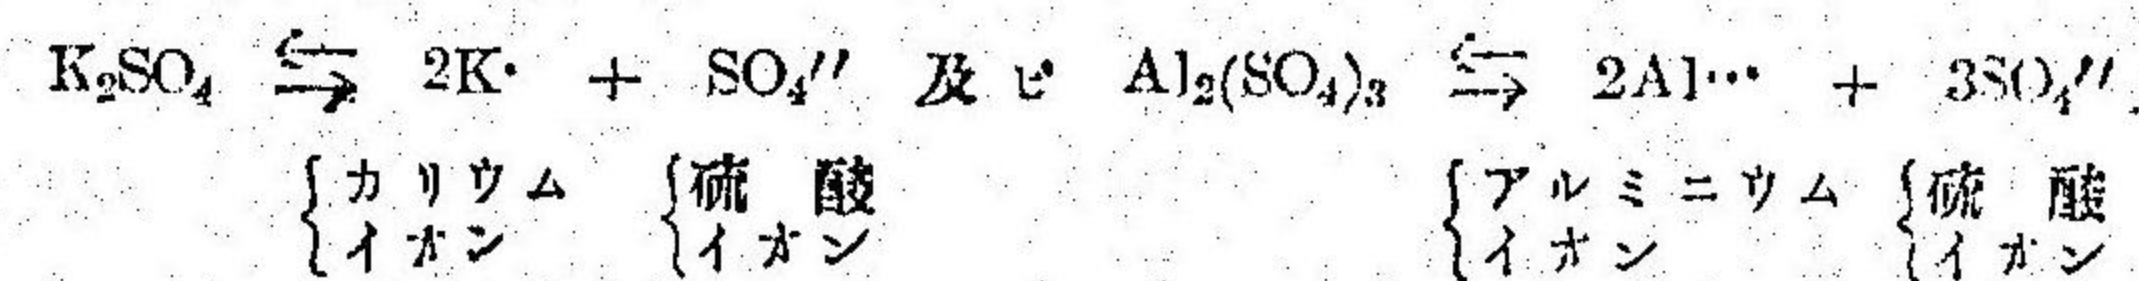 K₂SO₄ ⇆ 2K· + SO₄′′ 及ビ Al₂(SO₄)₃ ⇆ 2Al··· + 3SO₄′′.
{カリウム {硫酸 {アルミニウム {硫酸
イオン イオン イオン イオン